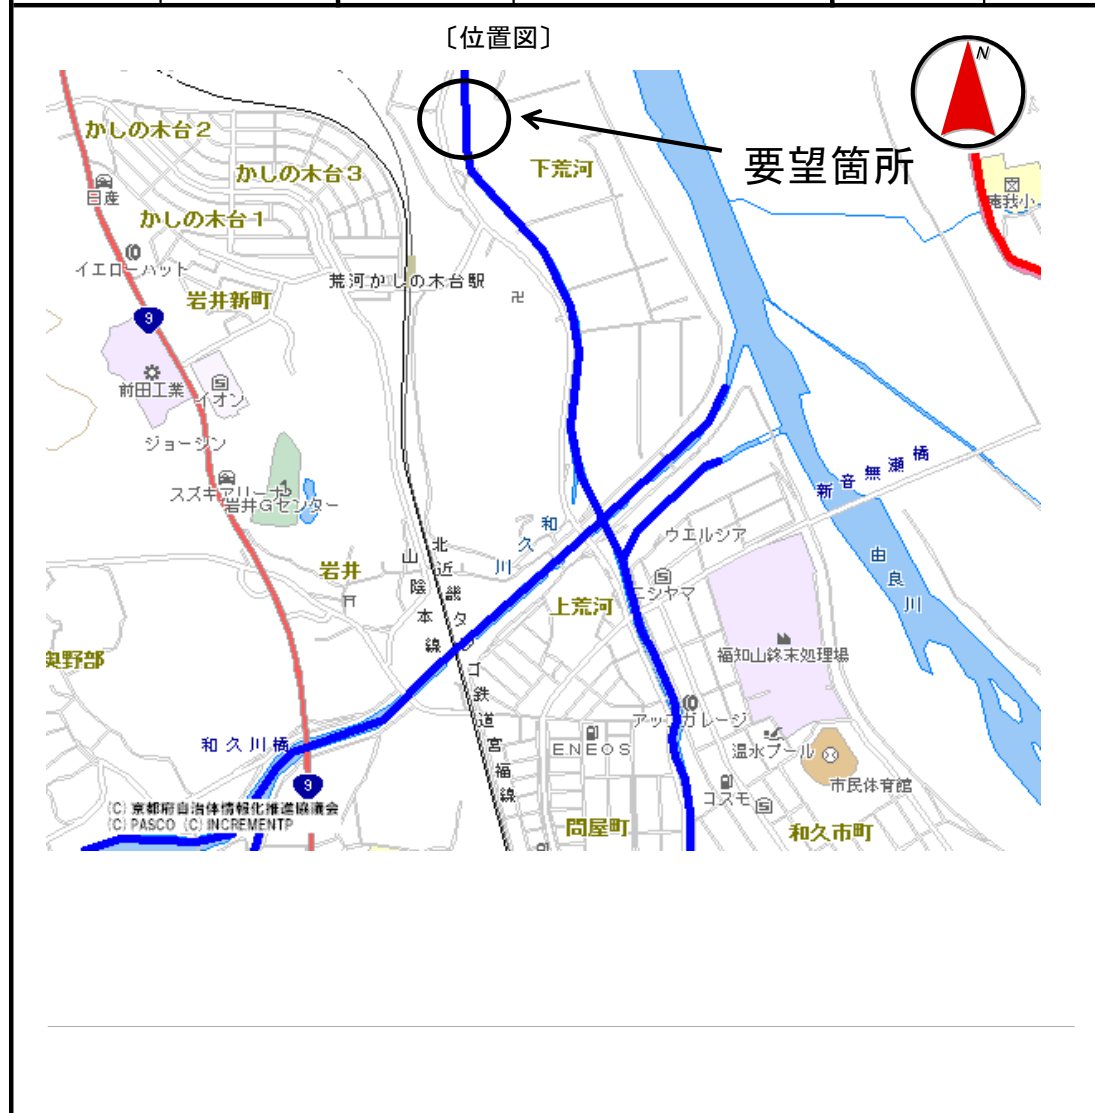 〔位置図〕
N
要望箇所
かしの木台２
かしの木台３
かしの木台１
下荒河
日産
庵我小
イエローハット
荒河かしの木台駅
岩井新町
卍
9
前田工業
イオン
ジョーシン
スズキアリーナ
岩井Gセンター
新音無瀬橋
和久川
ウエルシア
由良川
岩井
山陰本線
北近畿タンゴ鉄道宮福線
ニシヤマ
上荒河
福知山終末処理場
奥野部
アップガレージ
和久川橋
ENEOS
温水プール
9
コスモ
市民体育館
(C) 京都府自治体情報化推進協議会
(C) PASCO (C) INCREMENTP
問屋町
和久市町